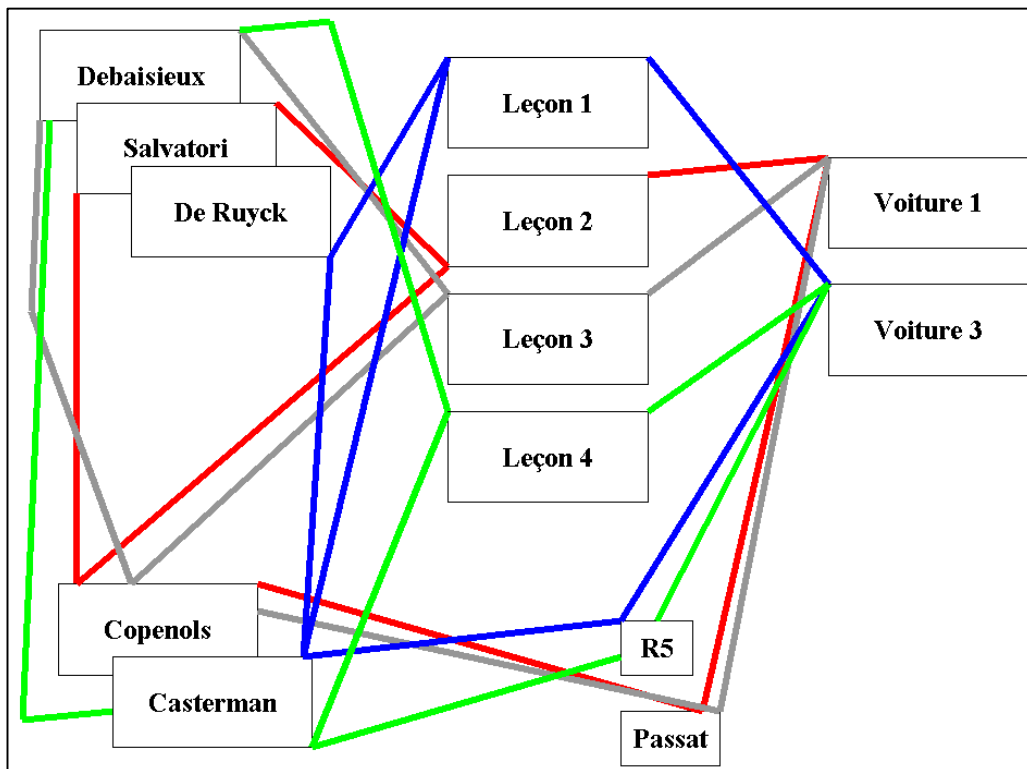 Debaisieux
Salvatori
De Ruyck
Leçon 1
Leçon 2
Leçon 3
Leçon 4
Voiture 1
Voiture 3
Copenols
Casterman
R5
Passat